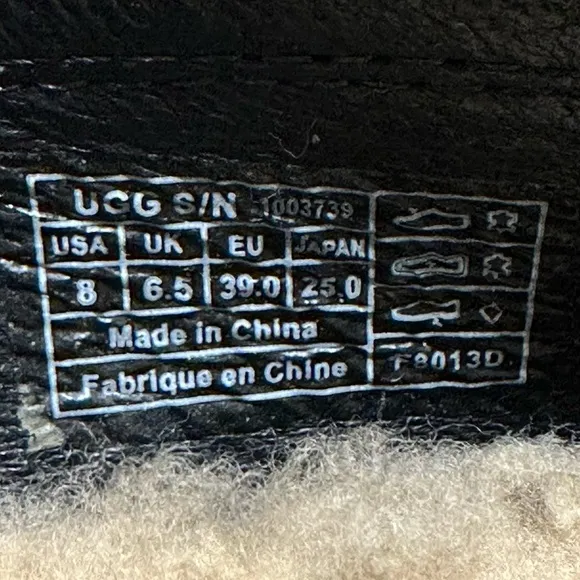 UGG S/N 1003739
USA UK EU JAPAN
8 6.5 39.0 25.0
Made in China
Fabrique en Chine
F8013D